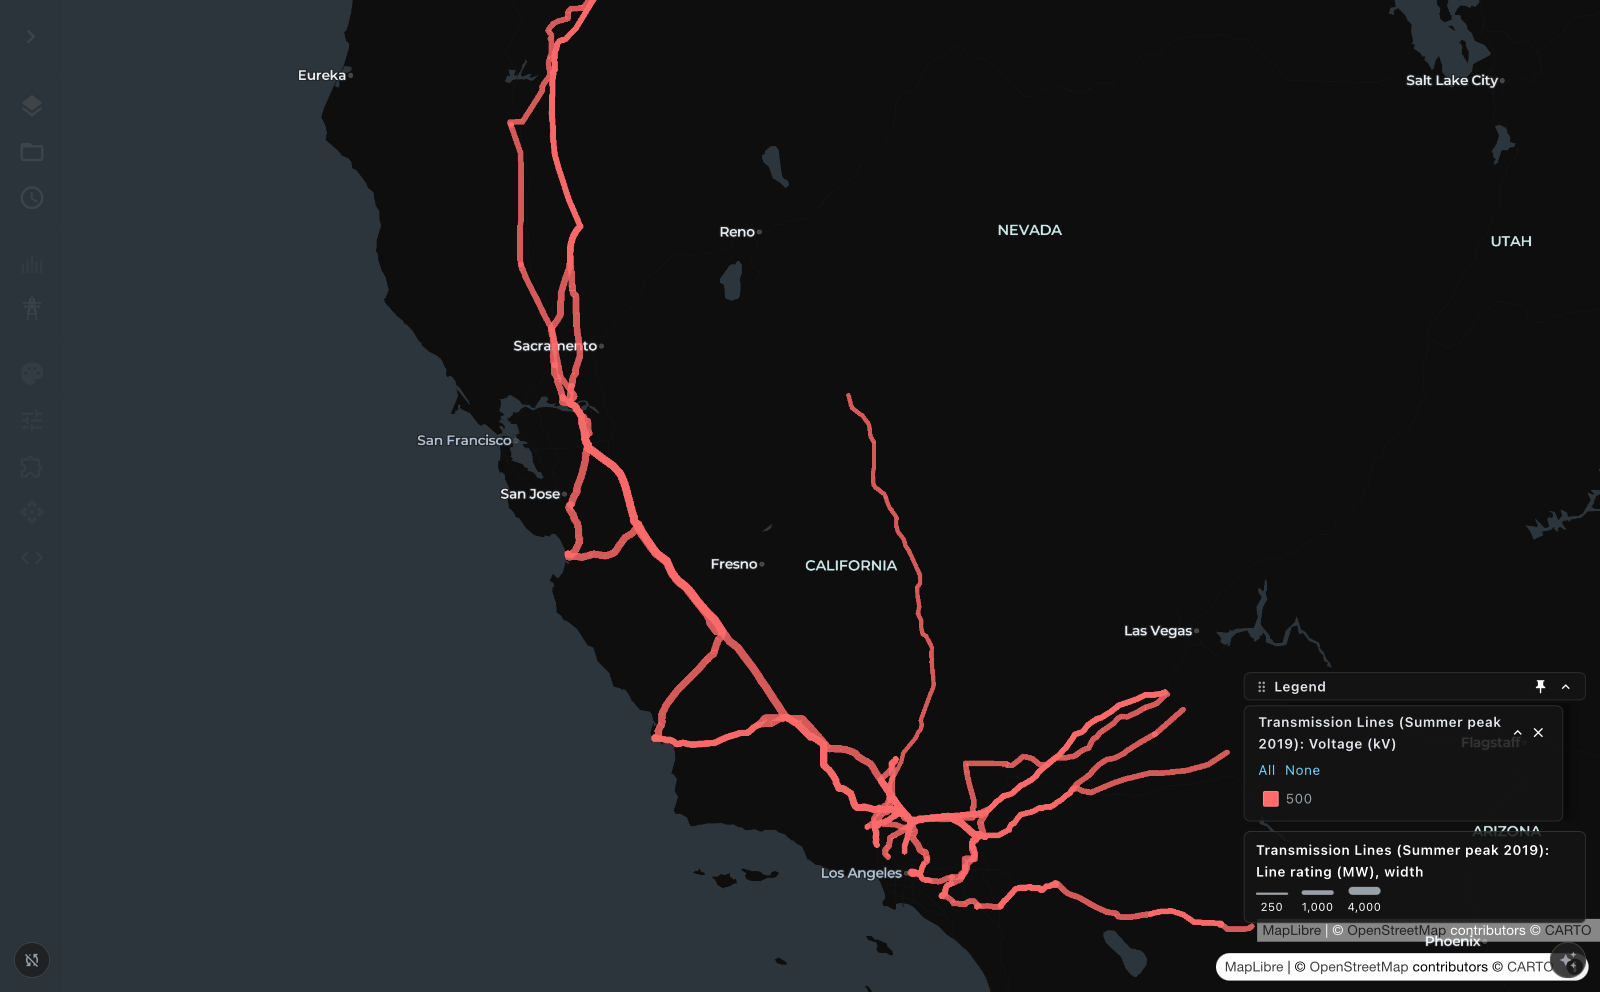 Eureka
Salt Lake City
Reno
NEVADA
UTAH
Sacramento
San Francisco
San Jose
Fresno
CALIFORNIA
Las Vegas
Legend
Transmission Lines (Summer peak
2019): Voltage (kV)
Flagstaff
All None
500
ARIZONA
Transmission Lines (Summer peak 2019):
Line rating (MW), width
250 1,000 4,000
Los Angeles
MapLibre | © OpenStreetMap contributors © CARTO
Phoenix
MapLibre | © OpenStreetMap contributors © CARTO